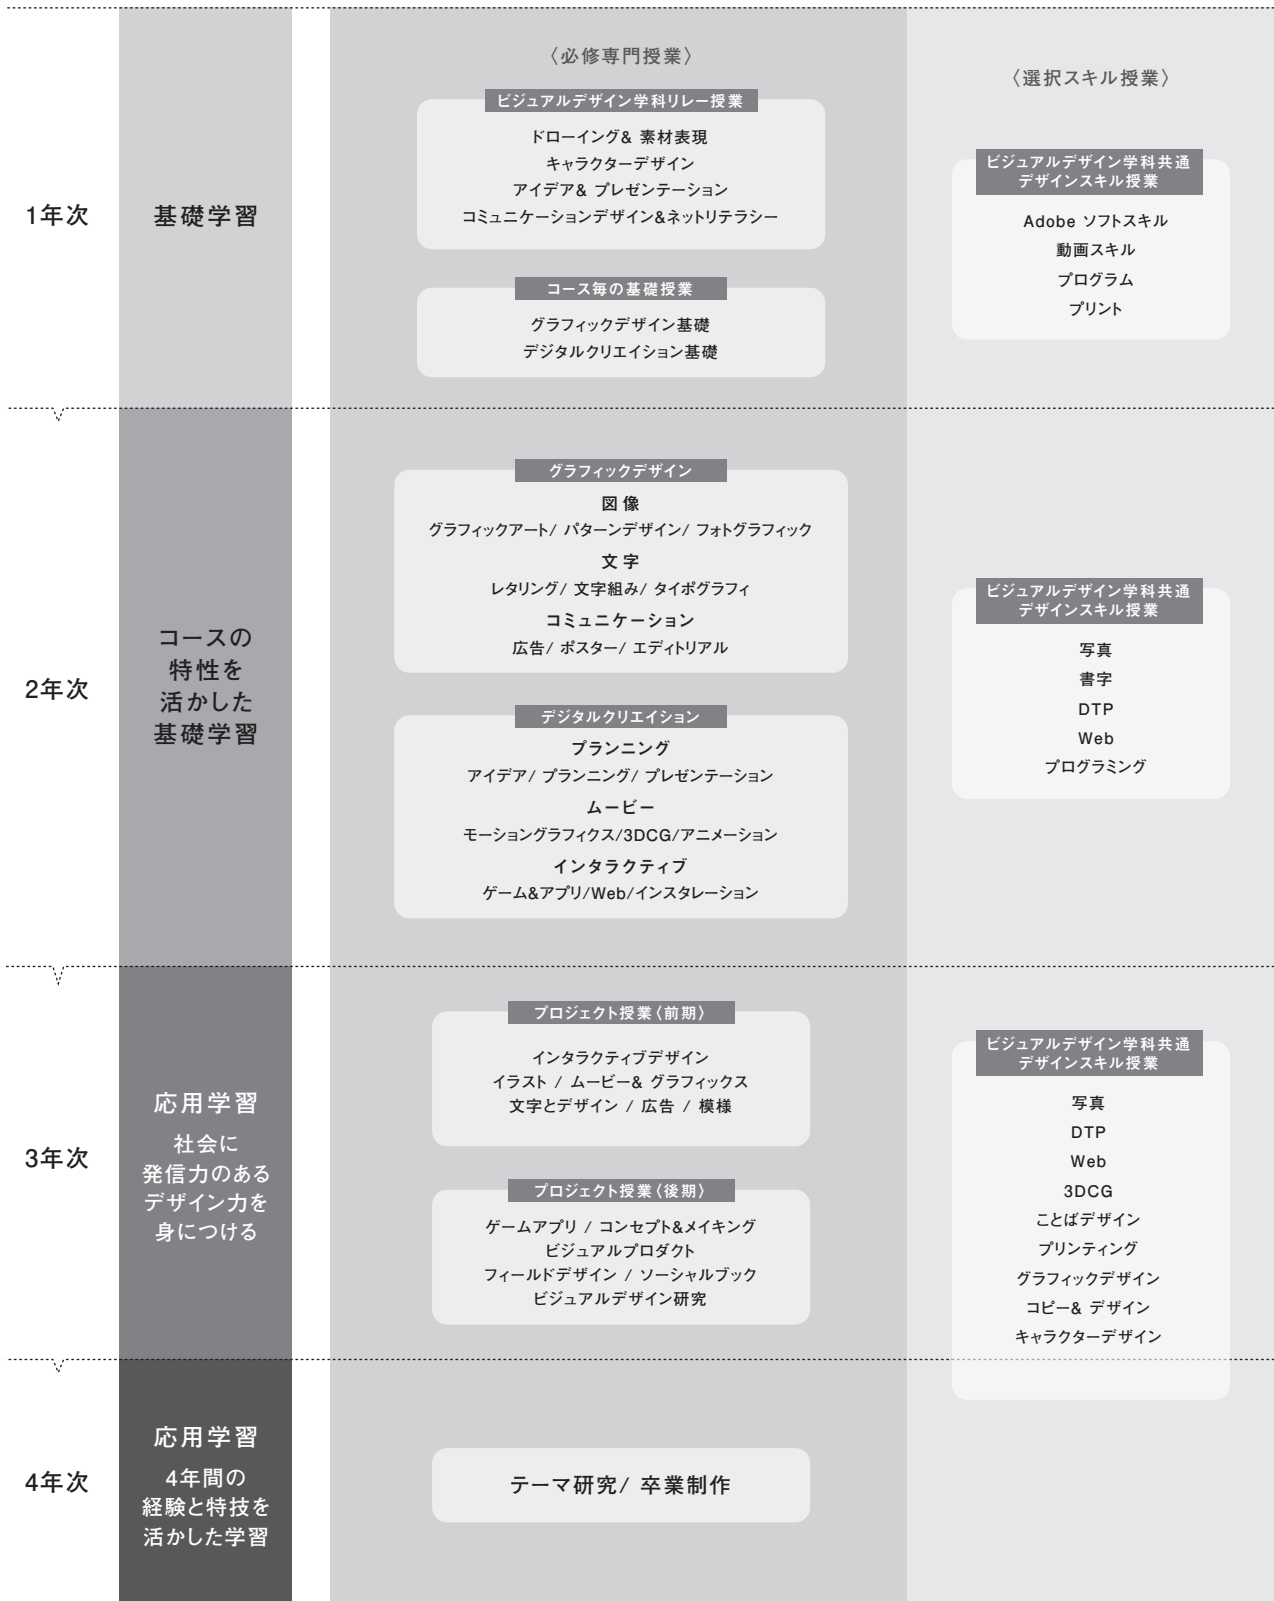 〈必修専門授業〉
〈選択スキル授業〉
1年次
基礎学習
ビジュアルデザイン学科リレー授業
ドローイング& 素材表現
キャラクターデザイン
アイデア& プレゼンテーション
コミュニケーションデザイン&ネットリテラシー
コース毎の基礎授業
グラフィックデザイン基礎
デジタルクリエイション基礎
ビジュアルデザイン学科共通
デザインスキル授業
Adobe ソフトスキル
動画スキル
プログラム
プリント
2年次
コースの
特性を
活かした
基礎学習
グラフィックデザイン
図像
グラフィックアート/ パターンデザイン/ フォトグラフィック
文字
レタリング/ 文字組み/ タイポグラフィ
コミュニケーション
広告/ ポスター/ エディトリアル
デジタルクリエイション
プランニング
アイデア/ プランニング/ プレゼンテーション
ムービー
モーショングラフィクス/3DCG/アニメーション
インタラクティブ
ゲーム&アプリ/Web/インスタレーション
ビジュアルデザイン学科共通
デザインスキル授業
写真
書字
DTP
Web
プログラミング
3年次
応用学習
社会に
発信力のある
デザイン力を
身につける
プロジェクト授業〈前期〉
インタラクティブデザイン
イラスト / ムービー& グラフィックス
文字とデザイン / 広告 / 模様
プロジェクト授業〈後期〉
ゲームアプリ / コンセプト&メイキング
ビジュアルプロダクト
フィールドデザイン / ソーシャルブック
ビジュアルデザイン研究
ビジュアルデザイン学科共通
デザインスキル授業
写真
DTP
Web
3DCG
ことばデザイン
プリンティング
グラフィックデザイン
コピー& デザイン
キャラクターデザイン
4年次
応用学習
4年間の
経験と特技を
活かした学習
テーマ研究/ 卒業制作